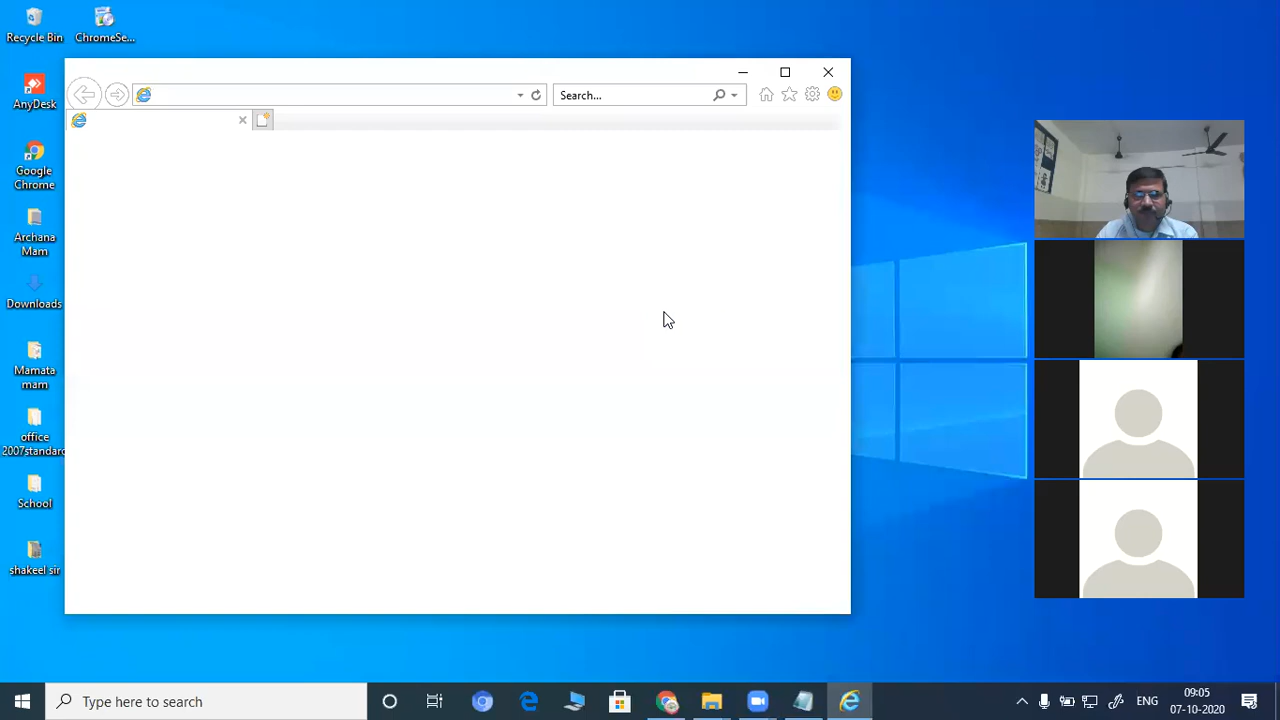 Recycle Bin
ChromeSe...
AnyDesk
Google
Chrome
Archana
Mam
Downloads
Mamata
mam
office
2007standard
School
shakeel sir
Search...
Type here to search
ENG
09:05
07-10-2020